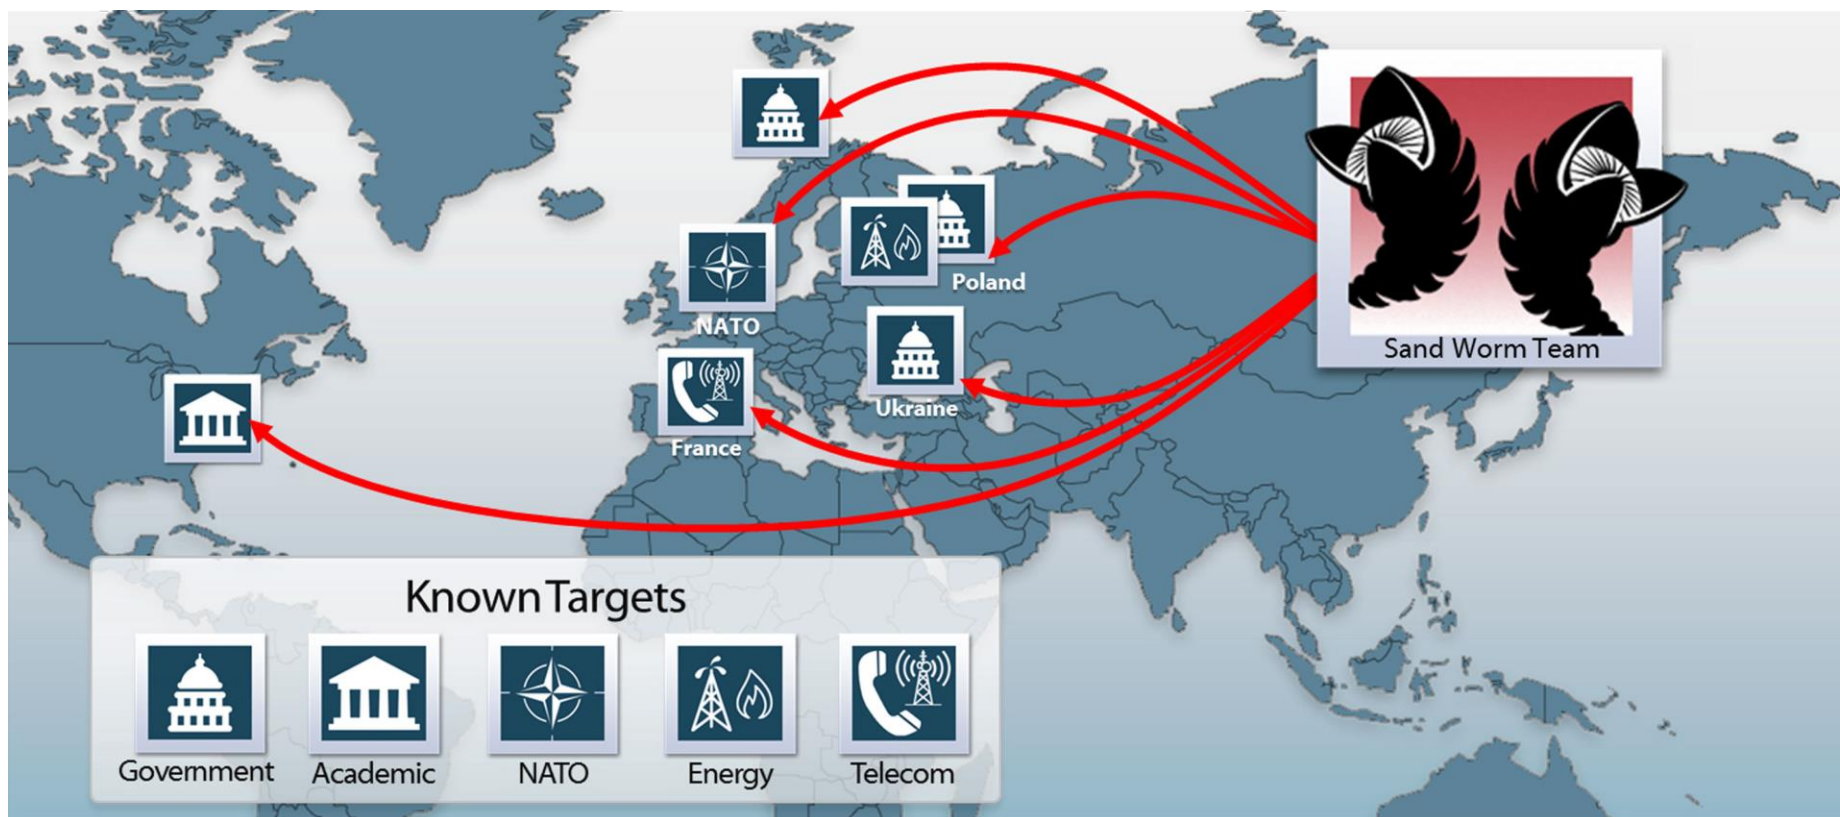 Sand Worm Team
Poland
NATO
Ukraine
France
Known Targets
Government
Academic
NATO
Energy
Telecom